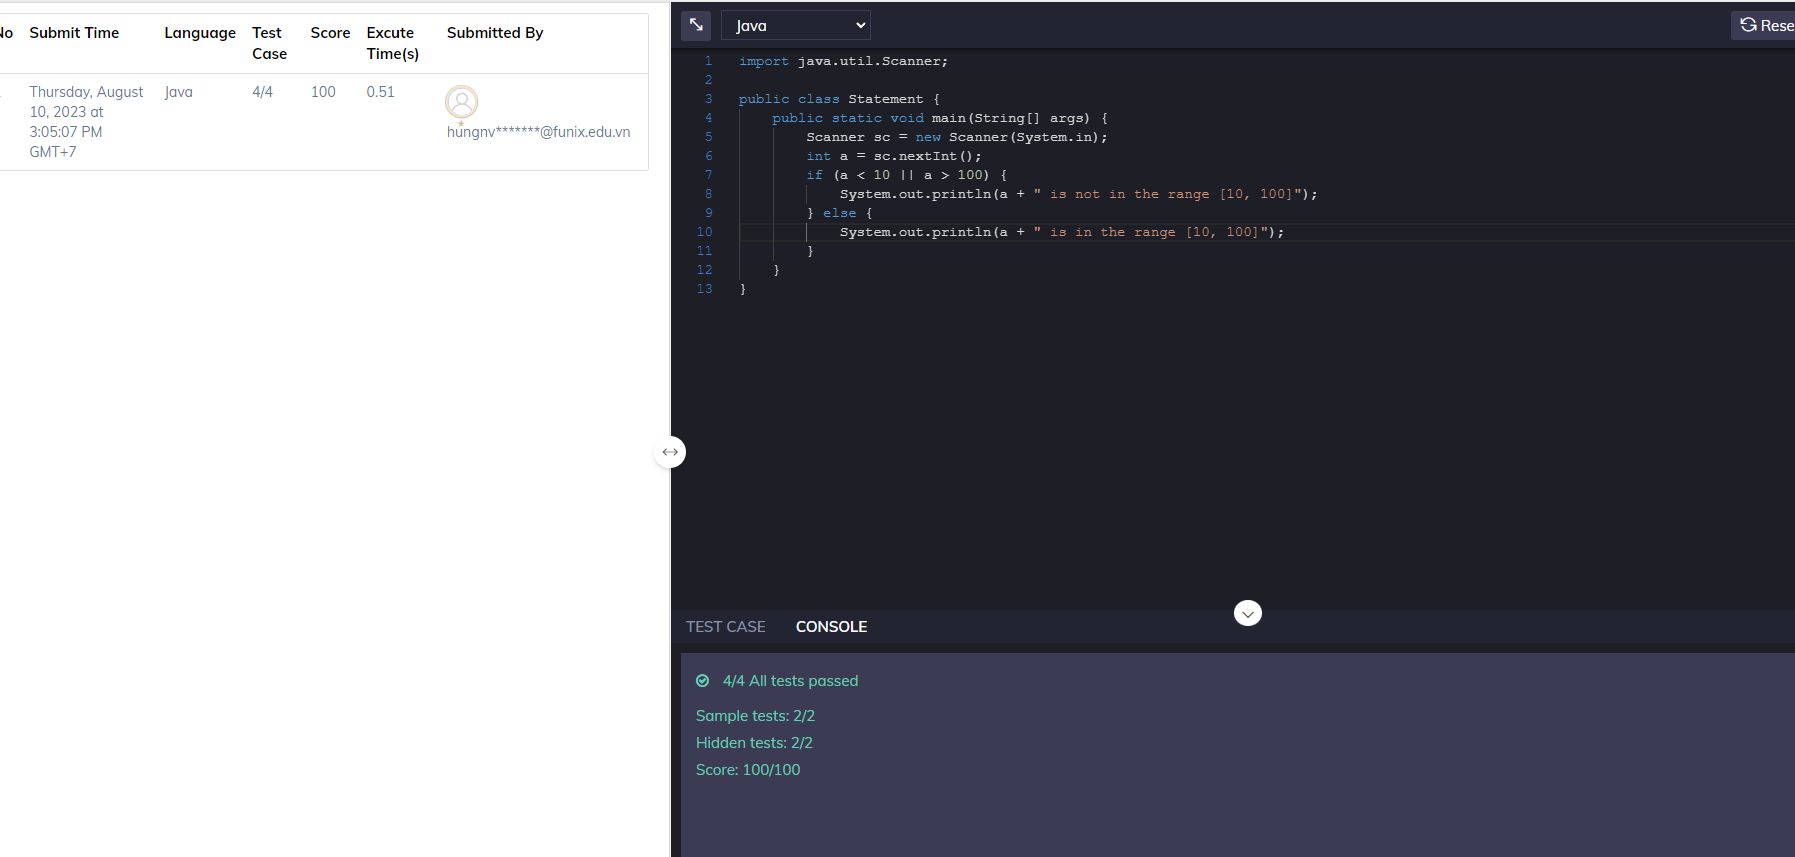 No Submit Time Language Test Case Score Excute Time(s) Submitted By
Thursday, August 10, 2023 at 3:05:07 PM GMT+7 Java 4/4 100 0.51 hungnv*******@funix.edu.vn
Java
Rese
1 import java.util.Scanner;
2
3 public class Statement {
4 public static void main(String[] args) {
5 Scanner sc = new Scanner(System.in);
6 int a = sc.nextInt();
7 if (a < 10 || a > 100) {
8 System.out.println(a + " is not in the range [10, 100]");
9 } else {
10 System.out.println(a + " is in the range [10, 100]");
11 }
12 }
13 }
TEST CASE CONSOLE
4/4 All tests passed
Sample tests: 2/2
Hidden tests: 2/2
Score: 100/100